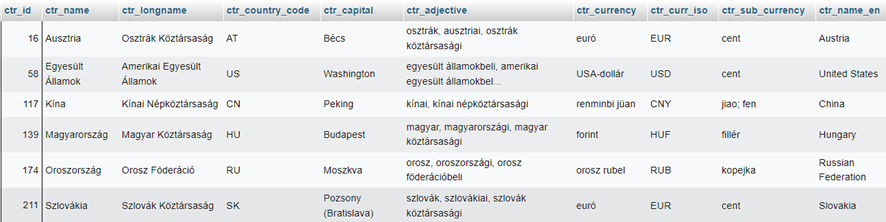 ctr_id ctr_name ctr_longname ctr_country_code ctr_capital ctr_adjective ctr_currency ctr_curr_iso ctr_sub_currency ctr_name_en
16 Ausztria Osztrák Köztársaság AT Bécs osztrák, ausztriai, osztrák köztársasági euró EUR cent Austria
58 Egyesült Államok Amerikai Egyesült Államok US Washington egyesült államokbeli, amerikai egyesült államokbel... USA-dollár USD cent United States
117 Kína Kínai Népköztársaság CN Peking kínai, kínai népköztársasági renminbi jüan CNY jiao; fen China
139 Magyarország Magyar Köztársaság HU Budapest magyar, magyarországi, magyar köztársasági forint HUF fillér Hungary
174 Oroszország Orosz Föderáció RU Moszkva orosz, oroszországi, orosz föderációbeli orosz rubel RUB kopejka Russian Federation
211 Szlovákia Szlovák Köztársaság SK Pozsony (Bratislava) szlovák, szlovákiai, szlovák köztársasági euró EUR cent Slovakia